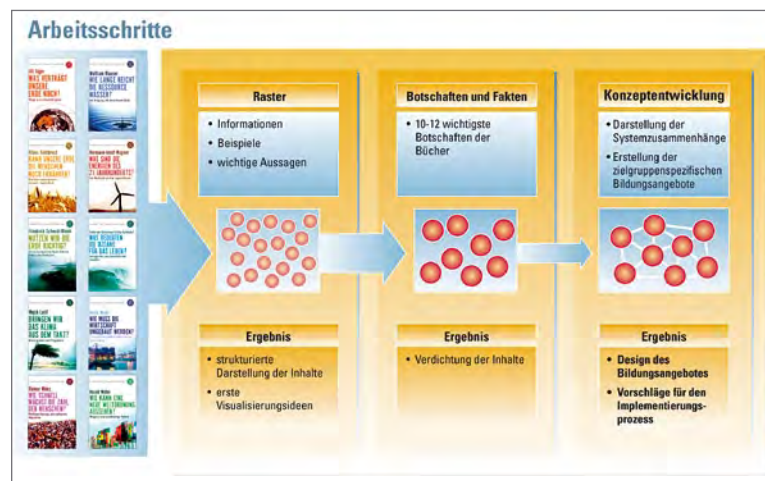 Arbeitsschritte
WAS VERTRÄGT
UNSERE
ERDE NOCH?
WIE LANGE REICHT
DIE RESSOURCE
WASSER?
KANN UNSERE ERDE
DIE MENSCHEN
NOCH ERNÄHREN?
WAS SIND DIE
ENERGIEN DES
21. JAHRHUNDERTS?
NUTZEN WIR DIE
ERDE RICHTIG?
WAS BEDEUTEN
DIE OZEANE
FÜR DAS LEBEN?
BRINGEN WIR
DAS KLIMA
AUS DEM TAKT?
WIE MUSS DIE
WIRTSCHAFT
UMGEBAUT WERDEN?
WIE SCHNELL
WÄCHST DIE ZAHL
DER MENSCHEN?
WIE KANN EINE
NEUE WELTORDNUNG
AUSSEHEN?
Raster
• Informationen
• Beispiele
• wichtige Aussagen
Ergebnis
• strukturierte
Darstellung der Inhalte
• erste
Visualisierungsideen
Botschaften und Fakten
• 10-12 wichtigste
Botschaften der
Bücher
Ergebnis
• Verdichtung der Inhalte
Konzeptentwicklung
• Darstellung der
Systemzusammenhänge
• Erstellung der
zielgruppenspezifischen
Bildungsangebote
Ergebnis
• Design des
Bildungsangebotes
• Vorschläge für den
Implementierungs-
prozess